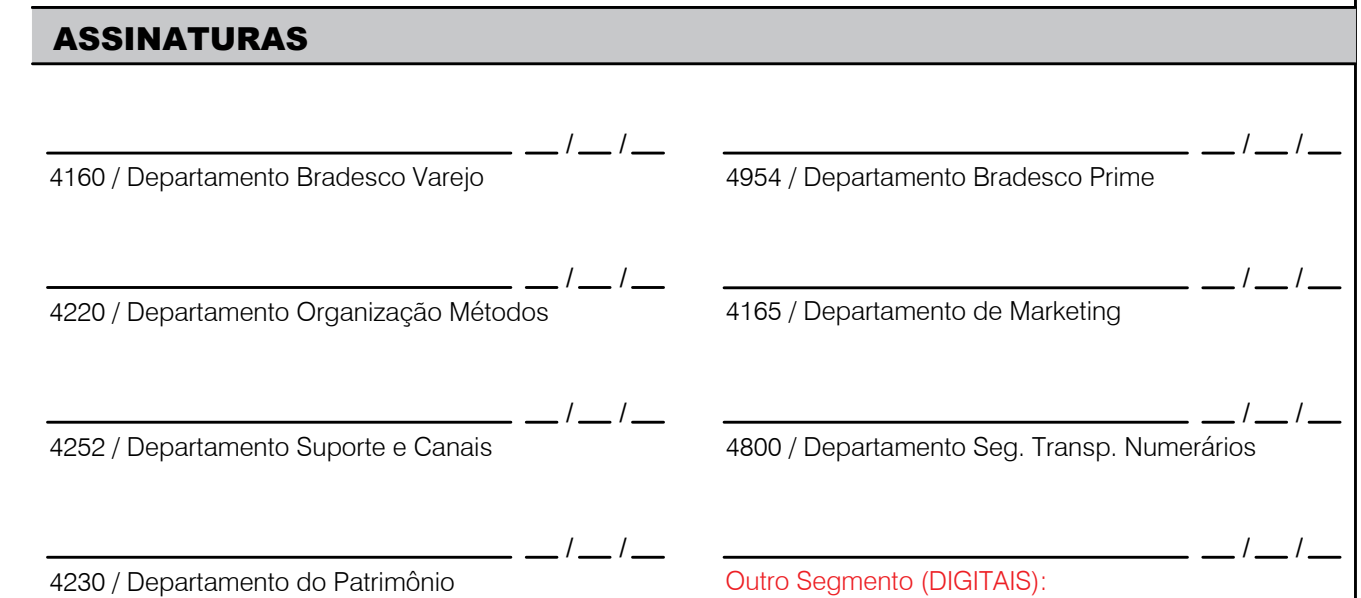 ASSINATURAS
__ /__ /__ __ /__ /__
4160 / Departamento Bradesco Varejo 4954 / Departamento Bradesco Prime
__ /__ /__ __ /__ /__
4220 / Departamento Organização Métodos 4165 / Departamento de Marketing
__ /__ /__ __ /__ /__
4252 / Departamento Suporte e Canais 4800 / Departamento Seg. Transp. Numerários
__ /__ /__ __ /__ /__
4230 / Departamento do Patrimônio Outro Segmento (DIGITAIS):